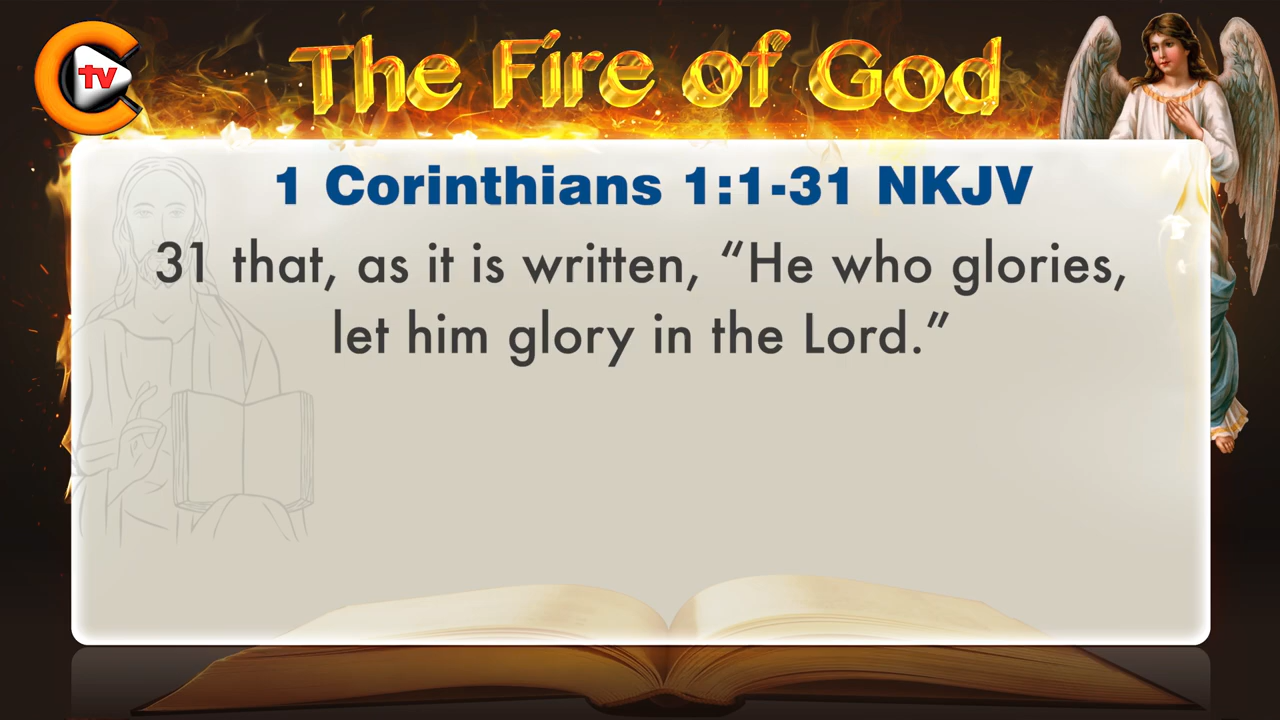 tv
The Fire of God
1 Corinthians 1:1-31 NKJV
31 that, as it is written, “He who glories,
let him glory in the Lord.”